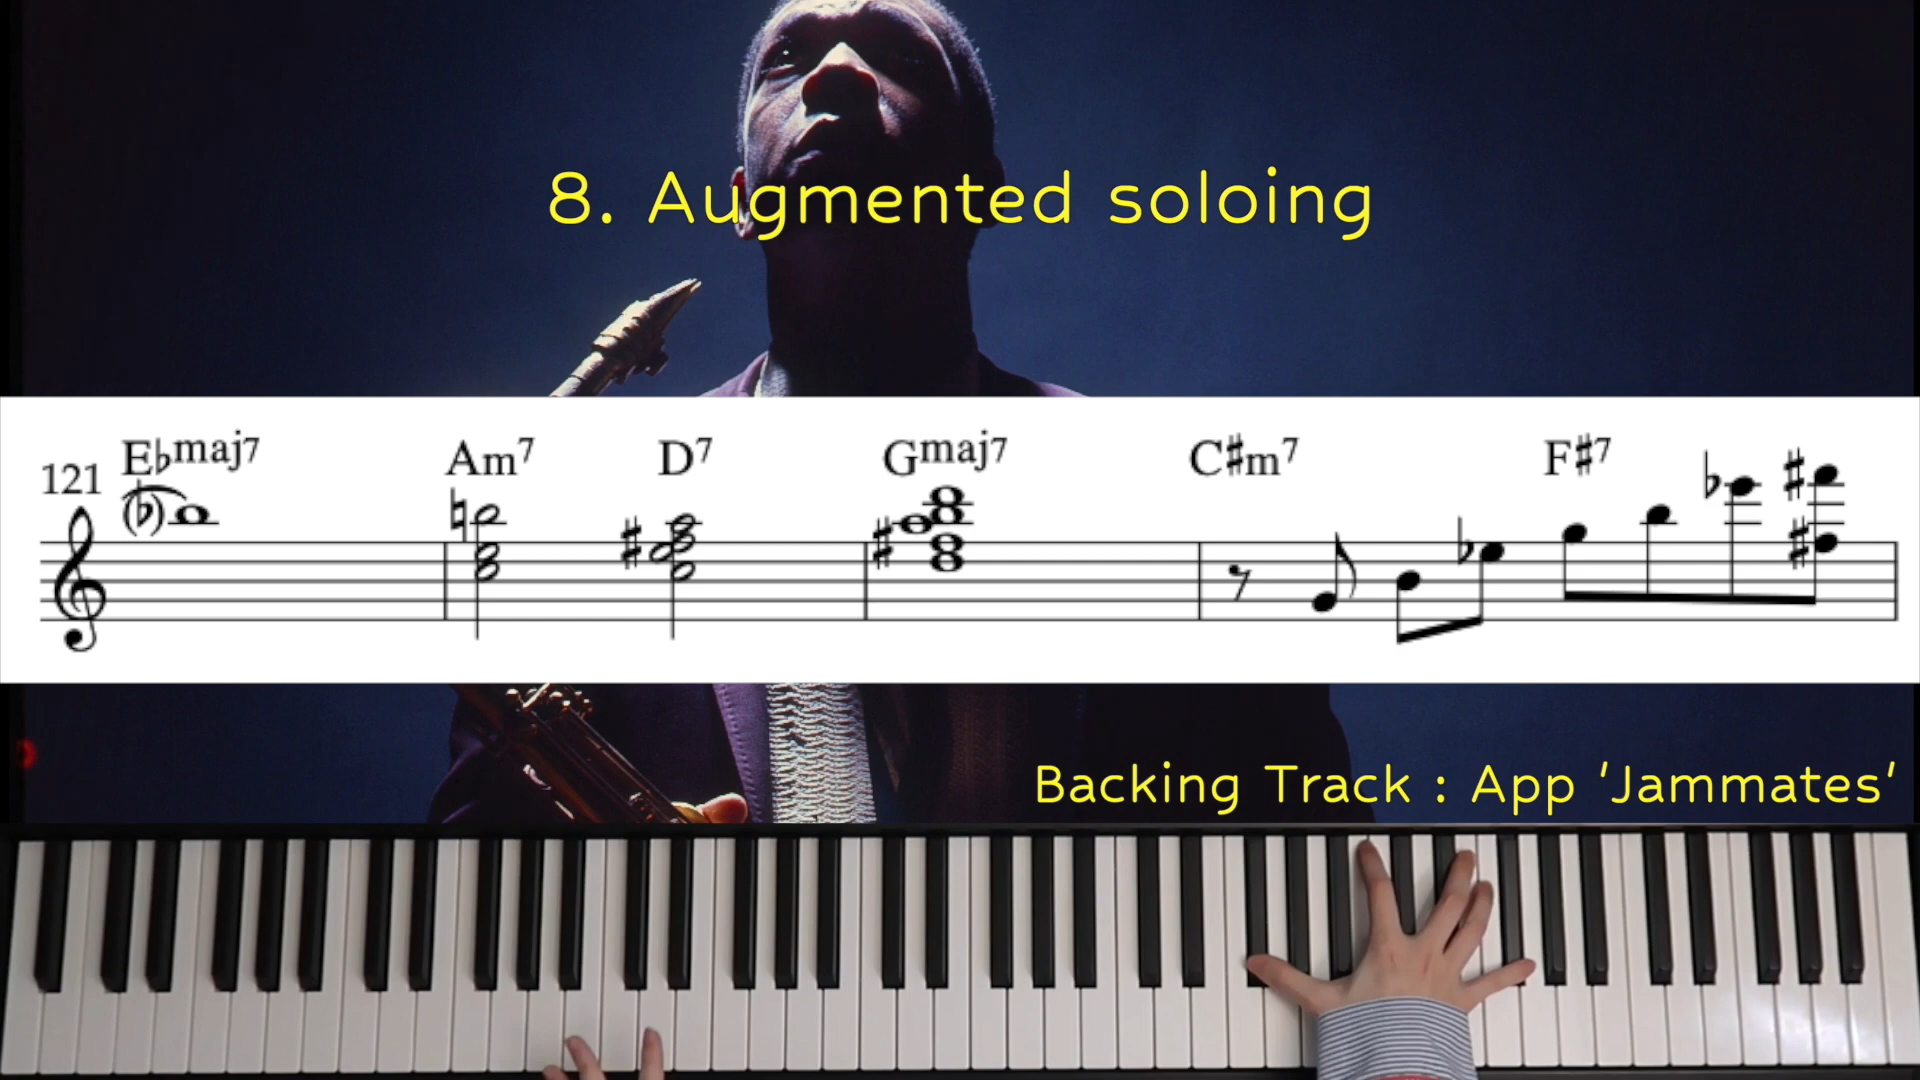 8. Augmented soloing
121 E♭maj7 Am7 D7 Gmaj7 C♯m7 F♯7
Backing Track : App 'Jammates'